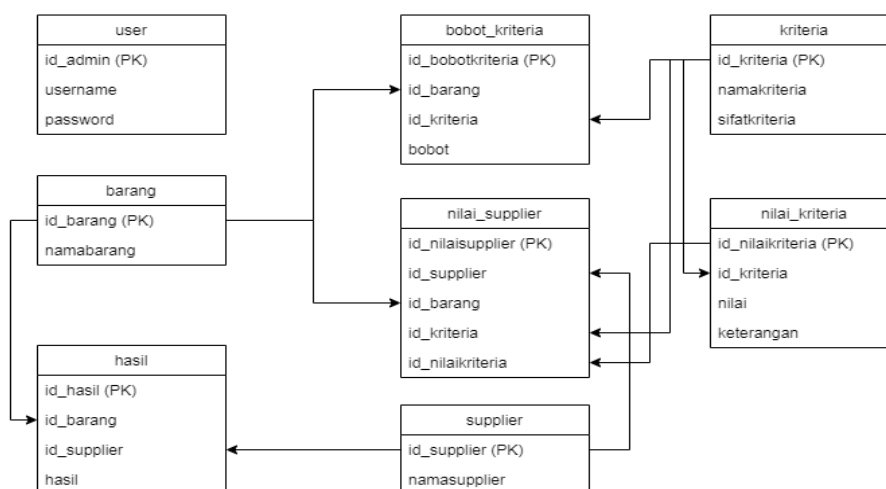 user
id_admin (PK)
username
password
bobot_kriteria
id_bobotkriteria (PK)
id_barang
id_kriteria
bobot
kriteria
id_kriteria (PK)
namakriteria
sifatkriteria
barang
id_barang (PK)
namabarang
nilai_supplier
id_nilaisupplier (PK)
id_supplier
id_barang
id_kriteria
id_nilaikriteria
nilai_kriteria
id_nilaikriteria (PK)
id_kriteria
nilai
keterangan
hasil
id_hasil (PK)
id_barang
id_supplier
hasil
supplier
id_supplier (PK)
namasupplier